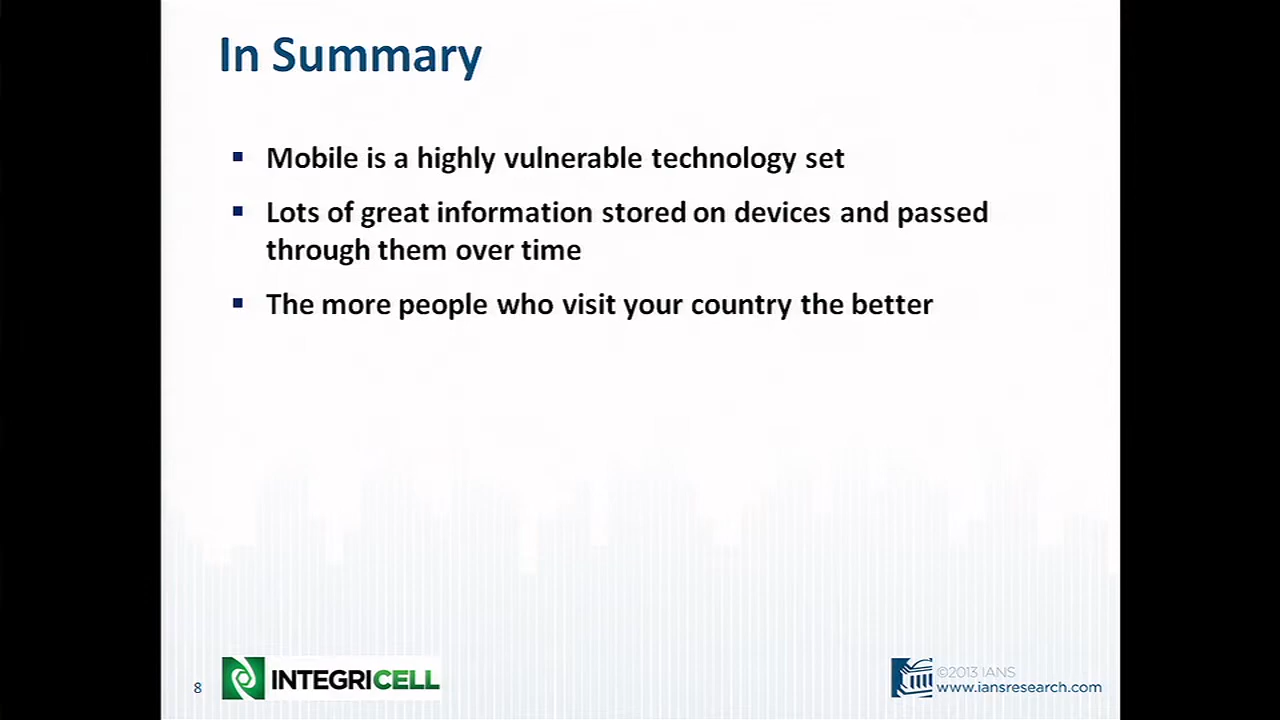 In Summary
Mobile is a highly vulnerable technology set
Lots of great information stored on devices and passed
through them over time
The more people who visit your country the better
8
INTEGRICELL
©2013 IANS
www.iansresearch.com